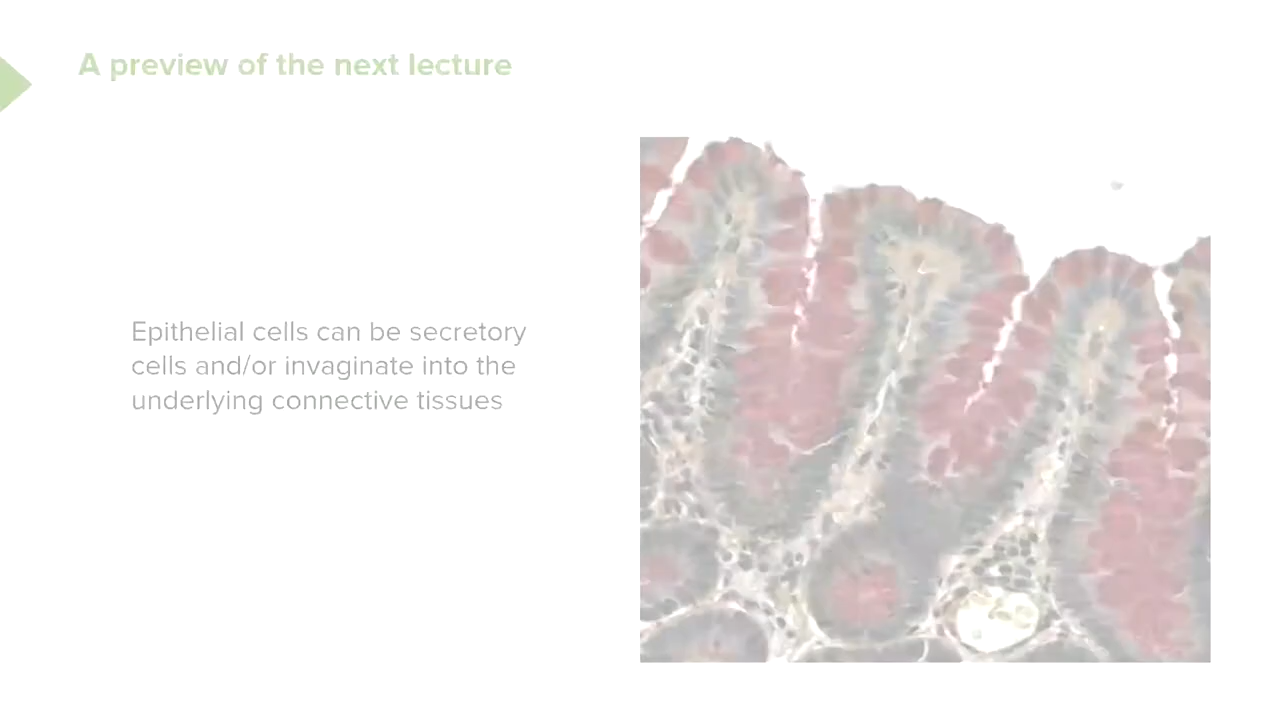 A preview of the next lecture
Epithelial cells can be secretory
cells and/or invaginate into the
underlying connective tissues